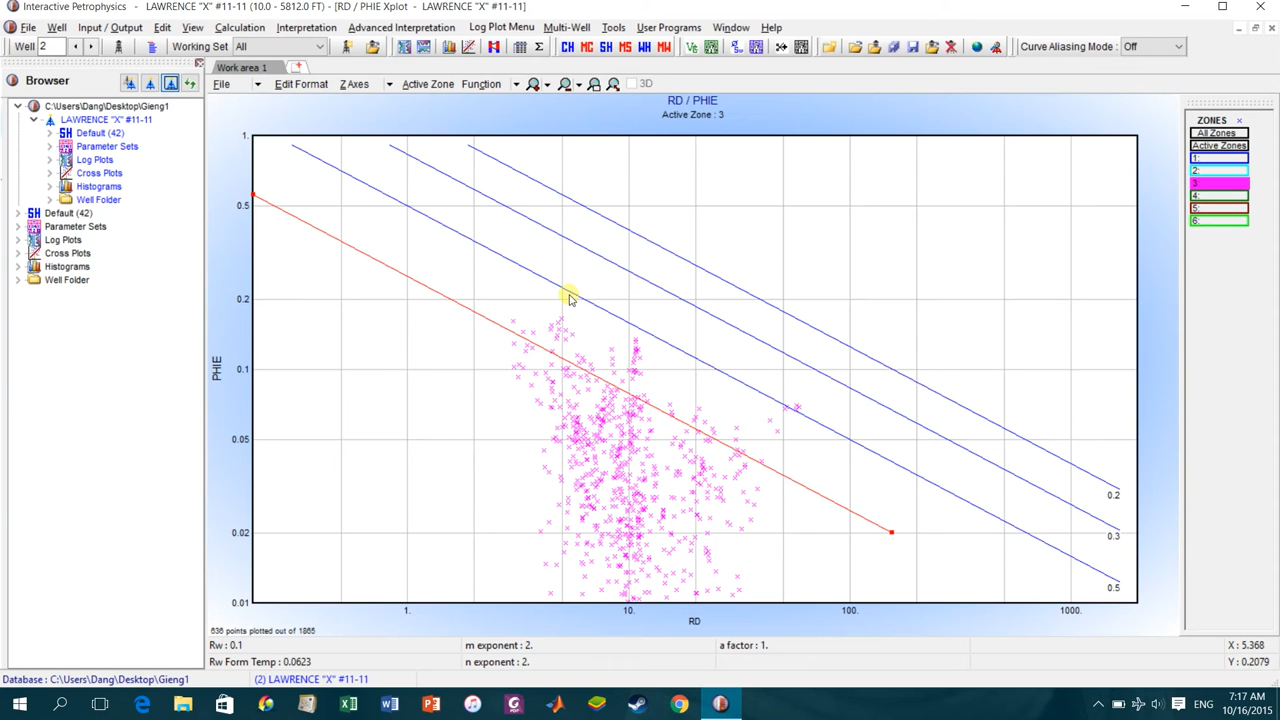 Interactive Petrophysics - LAWRENCE "X" #11-11 (10.0 - 5812.0 FT) - [RD / PHIE Xplot - LAWRENCE "X" #11-11]
File Input / Output Edit View Calculation Interpretation Advanced Interpretation Log Plot Menu Multi-Well Tools User Programs Window Help
Well 2 Working Set All CH MC SH MS WH MW Curve Aliasing Mode : Off
Browser
Work area 1
File Edit Format Z Axes Active Zone Function 3D
C:\Users\Dang\Desktop\Gieng1
LAWRENCE "X" #11-11
Default (42)
Parameter Sets
Log Plots
Cross Plots
Histograms
Well Folder
Default (42)
Parameter Sets
Log Plots
Cross Plots
Histograms
Well Folder
RD / PHIE
Active Zone : 3
1.
0.5
0.2
0.1
0.05
0.02
0.01
PHIE
0.2
0.3
0.5
1.
10.
100.
1000.
RD
636 points plotted out of 1865
ZONES
All Zones
Active Zones
1:
2:
3
4:
5:
6:
Rw : 0.1 m exponent : 2. a factor : 1. X : 5.368
Rw Form Temp : 0.0623 n exponent : 2. Y : 0.2079
Database : C:\Users\Dang\Desktop\Gieng1 (2) LAWRENCE "X" #11-11
ENG
7:17 AM
10/16/2015